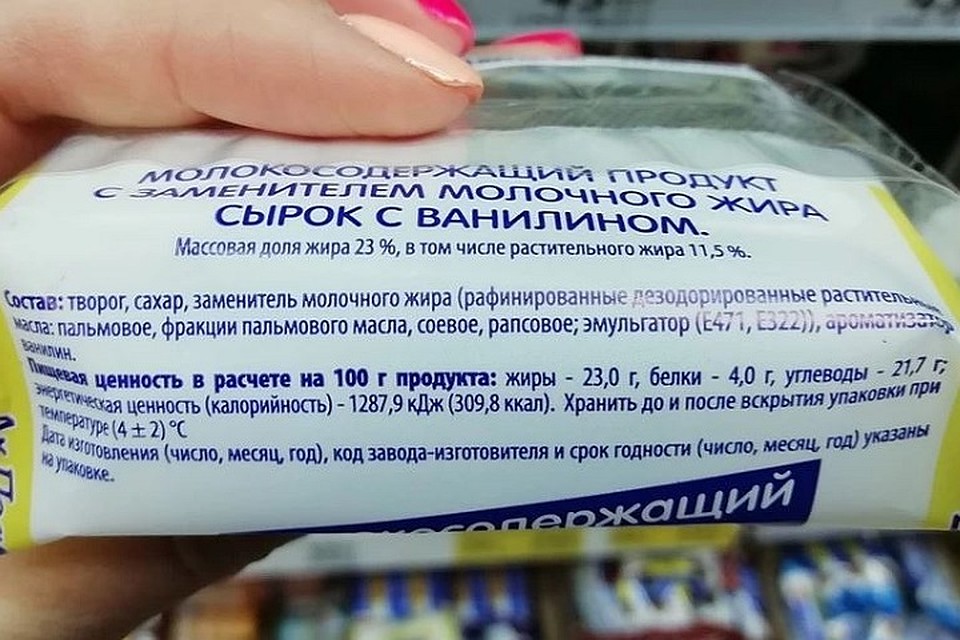 МОЛОКОСОДЕРЖАЩИЙ ПРОДУКТ
С ЗАМЕНИТЕЛЕМ МОЛОЧНОГО ЖИРА
СЫРОК С ВАНИЛИНОМ.
Массовая доля жира 23 %, в том числе растительного жира 11,5 %.
Состав: творог, сахар, заменитель молочного жира (рафинированные дезодорированные растительные
масла: пальмовое, фракции пальмового масла, соевое, рапсовое; эмульгатор (Е471, Е322)), ароматизатор
ванилин.
Пищевая ценность в расчете на 100 г продукта: жиры - 23,0 г, белки - 4,0 г, углеводы - 21,7 г;
энергетическая ценность (калорийность) - 1287,9 кДж (309,8 ккал). Хранить до и после вскрытия упаковки при
температуре (4 ± 2) °С
Дата изготовления (число, месяц, год), код завода-изготовителя и срок годности (число, месяц, год) указаны
на упаковке.
косодержащий